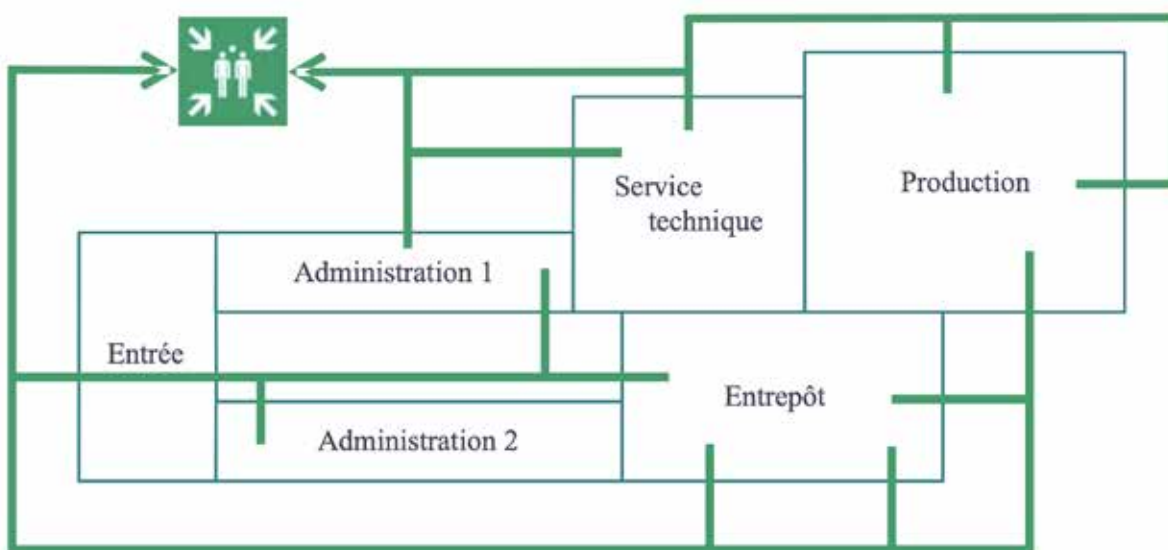 Service
technique
Production
Administration 1
Entrée
Entrepôt
Administration 2